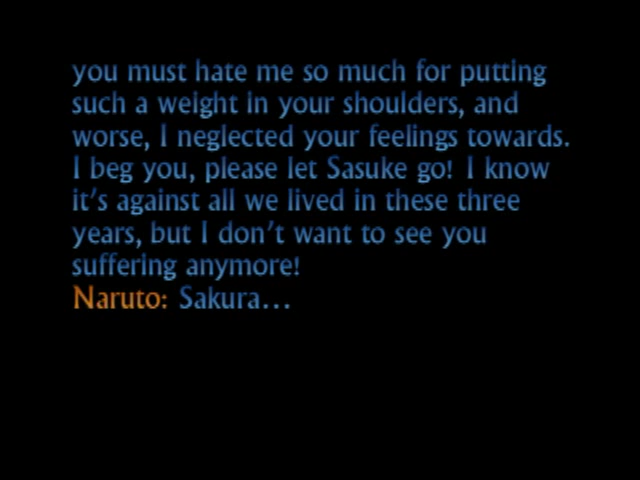 you must hate me so much for putting
such a weight in your shoulders, and
worse, I neglected your feelings towards.
I beg you, please let Sasuke go! I know
it's against all we lived in these three
years, but I don't want to see you
suffering anymore!
Naruto: Sakura...